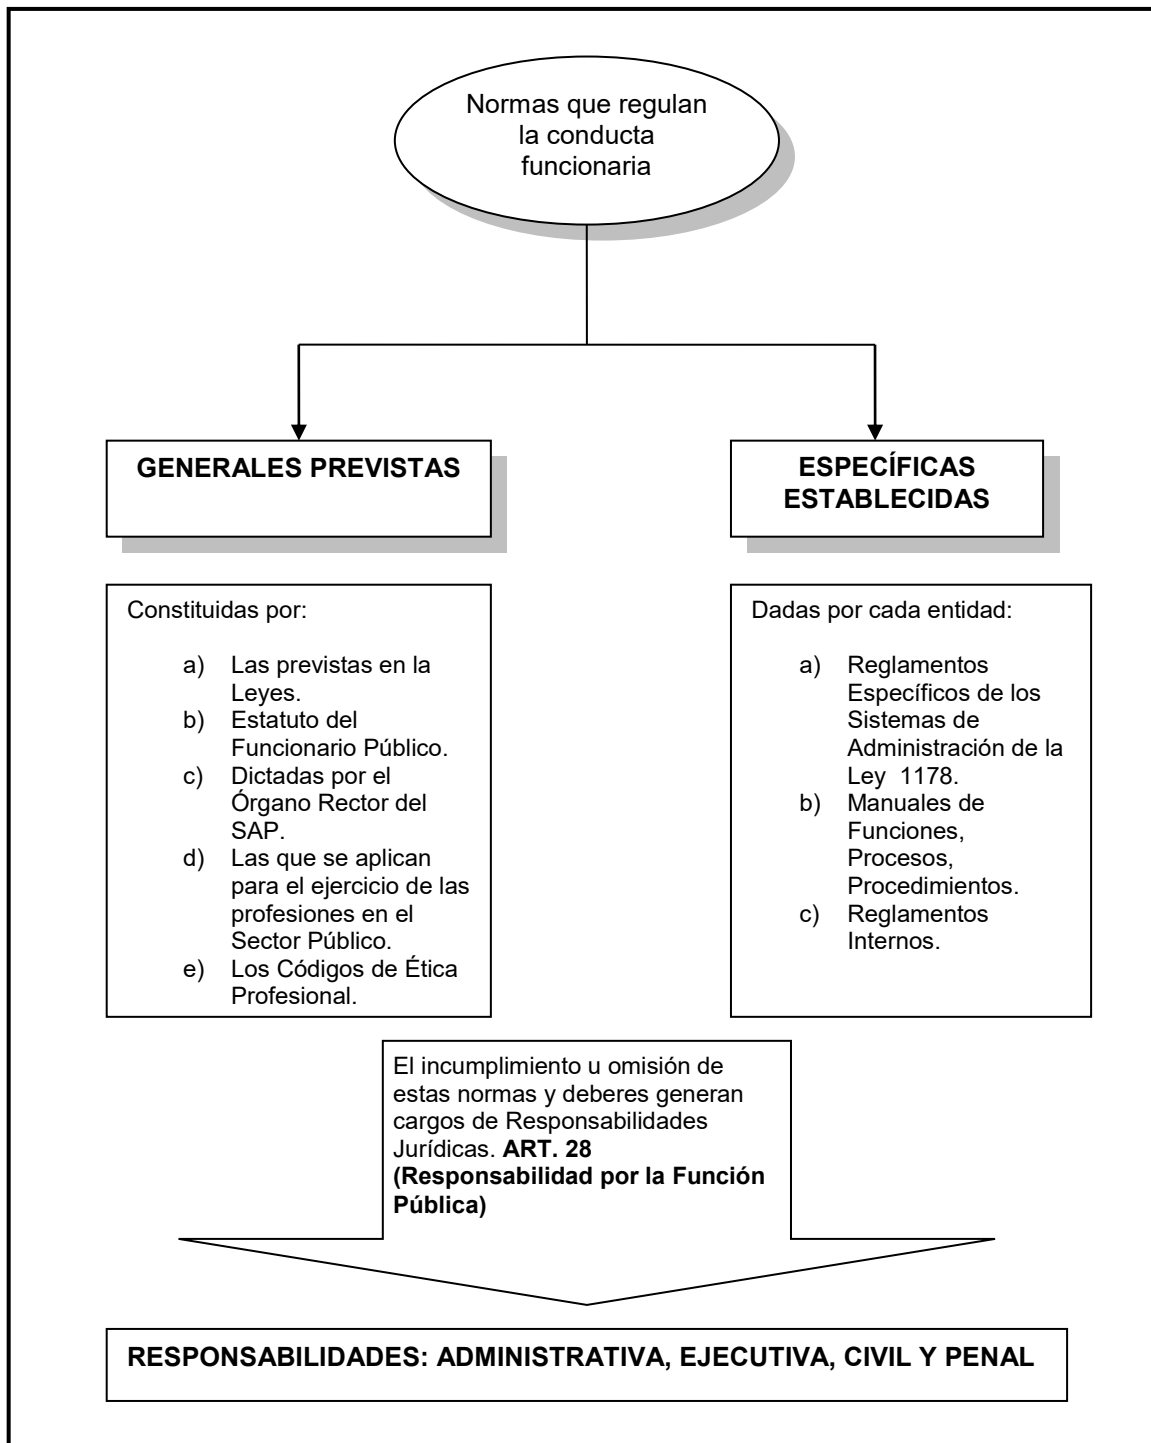 Normas que regulan
la conducta
funcionaria
GENERALES PREVISTAS
ESPECÍFICAS
ESTABLECIDAS
Constituidas por:
a) Las previstas en la
Leyes.
b) Estatuto del
Funcionario Público.
c) Dictadas por el
Órgano Rector del
SAP.
d) Las que se aplican
para el ejercicio de las
profesiones en el
Sector Público.
e) Los Códigos de Ética
Profesional.
Dadas por cada entidad:
a) Reglamentos
Específicos de los
Sistemas de
Administración de la
Ley 1178.
b) Manuales de
Funciones,
Procesos,
Procedimientos.
c) Reglamentos
Internos.
El incumplimiento u omisión de
estas normas y deberes generan
cargos de Responsabilidades
Jurídicas. ART. 28
(Responsabilidad por la Función
Pública)
RESPONSABILIDADES: ADMINISTRATIVA, EJECUTIVA, CIVIL Y PENAL